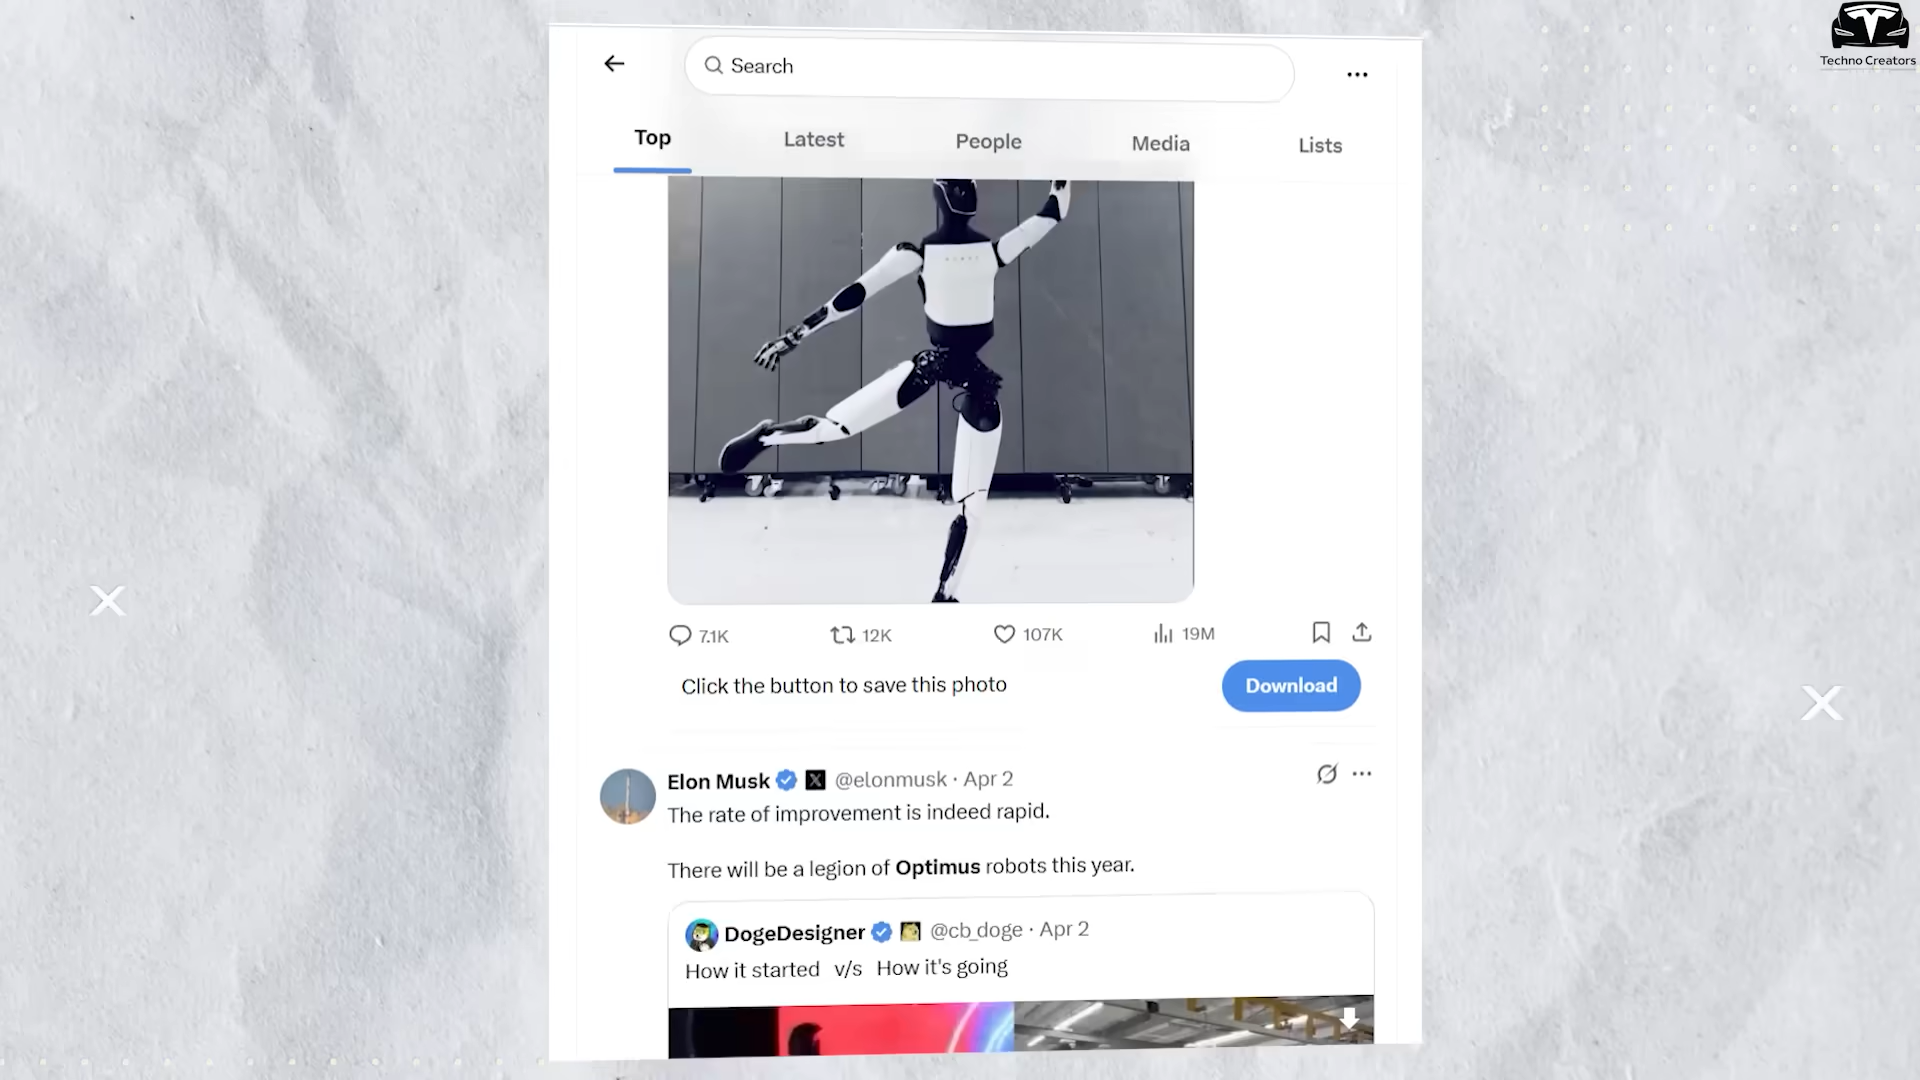 Techno Creators
Search
Top
Latest
People
Media
Lists
7.1K
12K
107K
19M
Click the button to save this photo
Download
Elon Musk @elonmusk · Apr 2
The rate of improvement is indeed rapid.
There will be a legion of Optimus robots this year.
DogeDesigner @cb_doge · Apr 2
How it started v/s How it's going